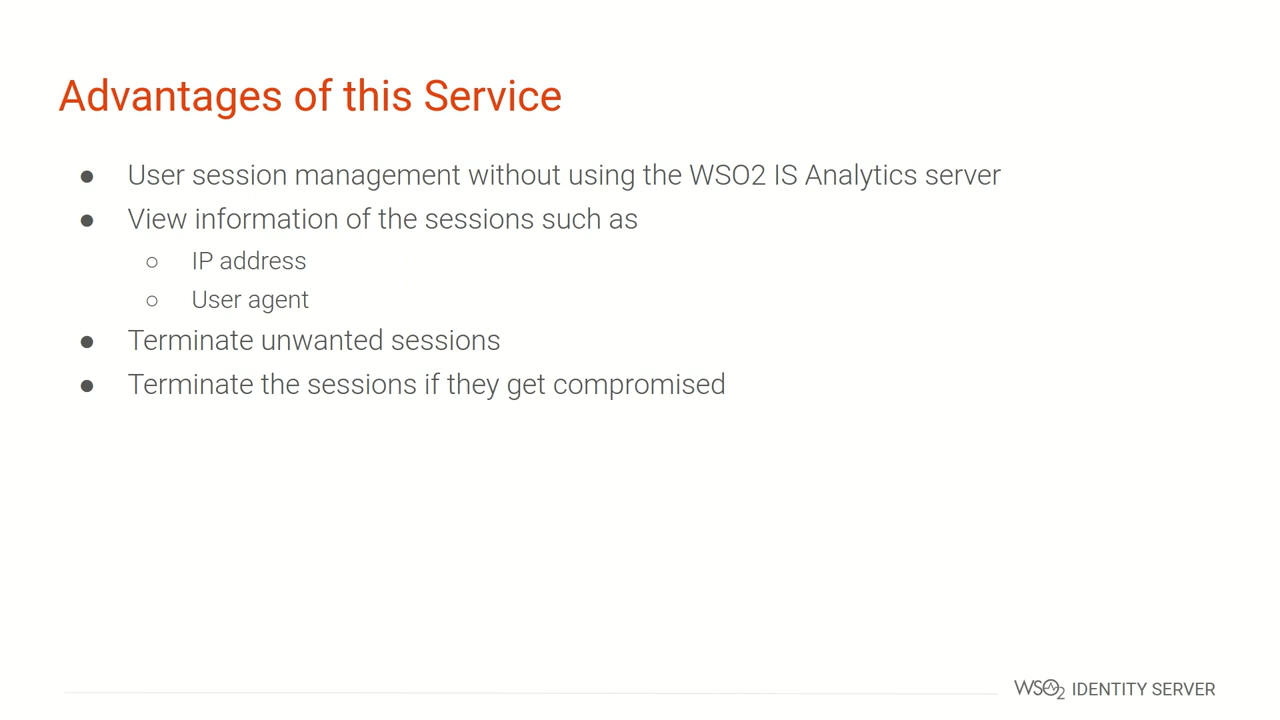 Advantages of this Service
● User session management without using the WSO2 IS Analytics server
● View information of the sessions such as
○ IP address
○ User agent
● Terminate unwanted sessions
● Terminate the sessions if they get compromised
WSO2 IDENTITY SERVER